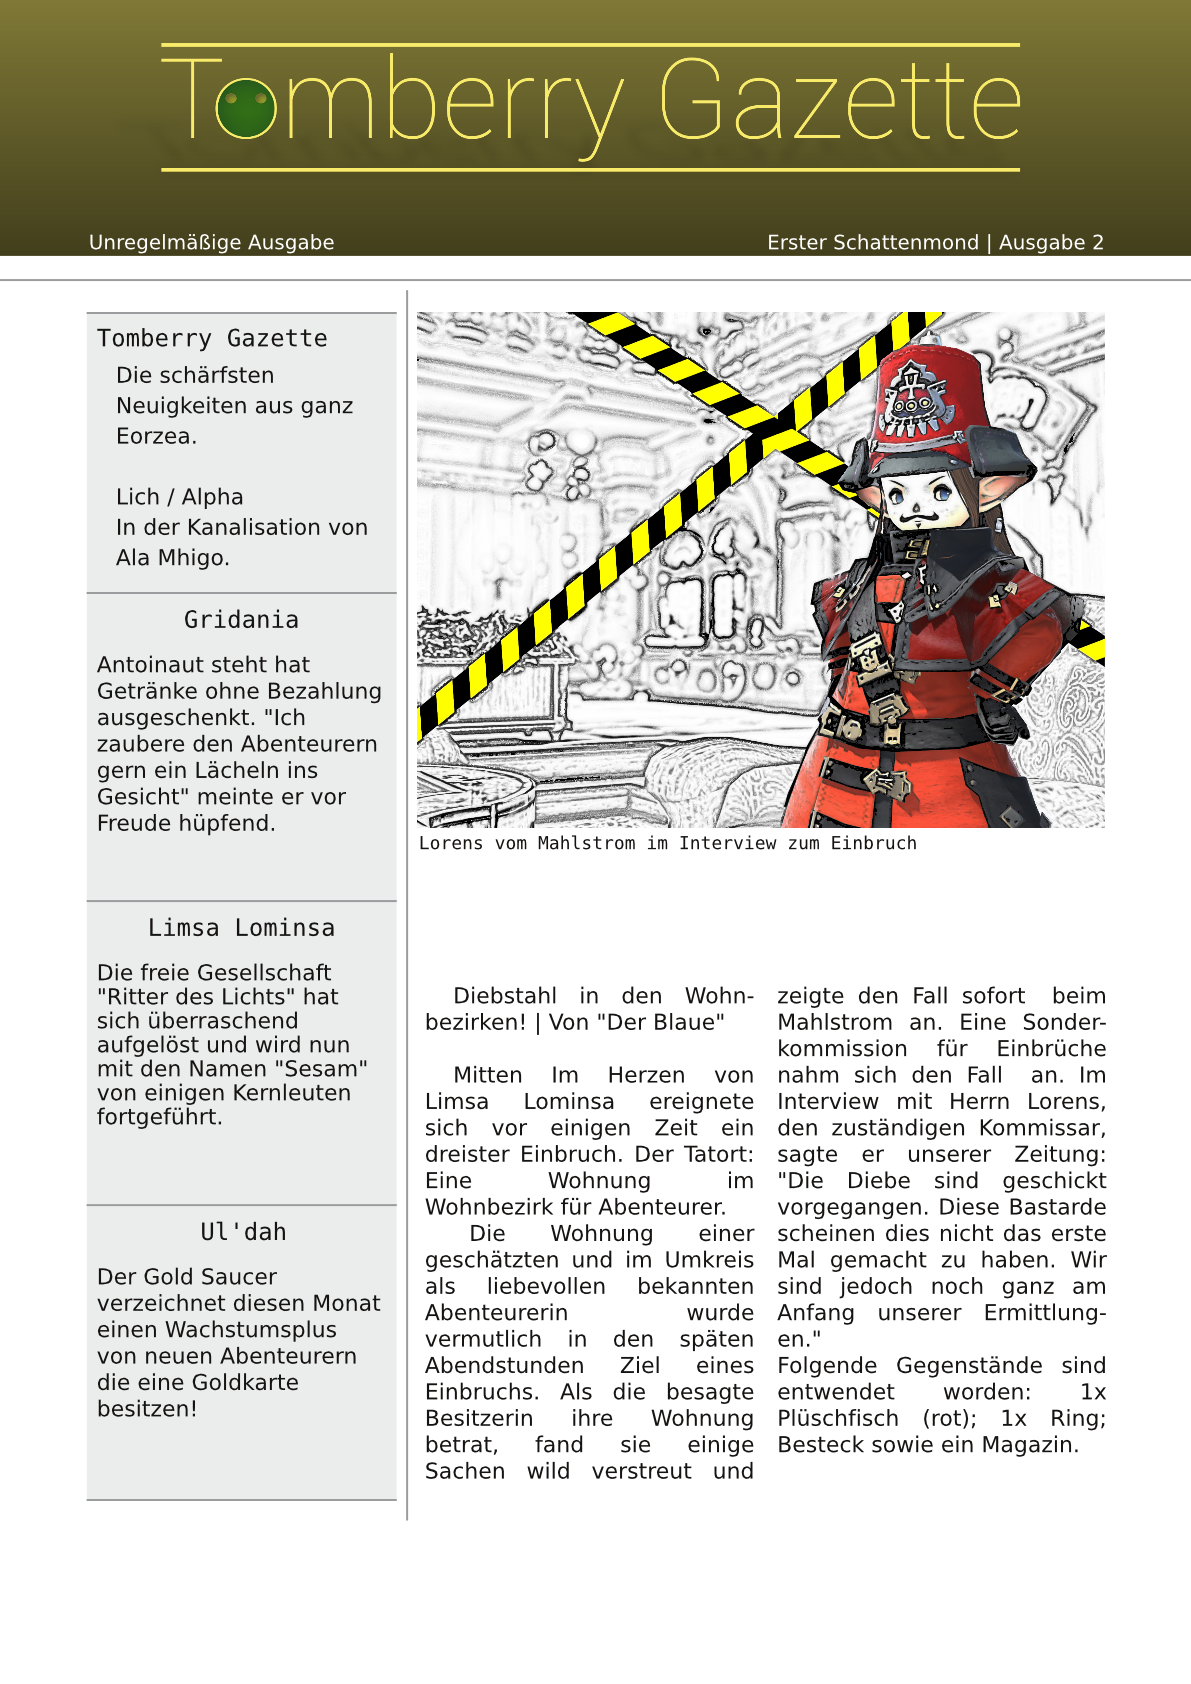 Tomberry Gazette
Unregelmäßige Ausgabe
Erster Schattenmond | Ausgabe 2
Tomberry Gazette
Die schärfsten
Neuigkeiten aus ganz
Eorzea.
Lich / Alpha
In der Kanalisation von
Ala Mhigo.
Gridania
Antoinaut steht hat
Getränke ohne Bezahlung
ausgeschenkt. "Ich
zaubere den Abenteurern
gern ein Lächeln ins
Gesicht" meinte er vor
Freude hüpfend.
Limsa Lominsa
Die freie Gesellschaft
"Ritter des Lichts" hat
sich überraschend
aufgelöst und wird nun
mit den Namen "Sesam"
von einigen Kernleuten
fortgeführt.
Ul'dah
Der Gold Saucer
verzeichnet diesen Monat
einen Wachstumsplus
von neuen Abenteurern
die eine Goldkarte
besitzen!
Lorens vom Mahlstrom im Interview zum Einbruch
Diebstahl in den Wohn-
bezirken! | Von "Der Blaue"
Mitten Im Herzen von
Limsa Lominsa ereignete
sich vor einigen Zeit ein
dreister Einbruch. Der Tatort:
Eine Wohnung im
Wohnbezirk für Abenteurer.
Die Wohnung einer
geschätzten und im Umkreis
als liebevollen bekannten
Abenteurerin wurde
vermutlich in den späten
Abendstunden Ziel eines
Einbruchs. Als die besagte
Besitzerin ihre Wohnung
betrat, fand sie einige
Sachen wild verstreut und
zeigte den Fall sofort beim
Mahlstrom an. Eine Sonder-
kommission für Einbrüche
nahm sich den Fall an. Im
Interview mit Herrn Lorens,
den zuständigen Kommissar,
sagte er unserer Zeitung:
"Die Diebe sind geschickt
vorgegangen. Diese Bastarde
scheinen dies nicht das erste
Mal gemacht zu haben. Wir
sind jedoch noch ganz am
Anfang unserer Ermittlung-
en."
Folgende Gegenstände sind
entwendet worden: 1x
Plüschfisch (rot); 1x Ring;
Besteck sowie ein Magazin.